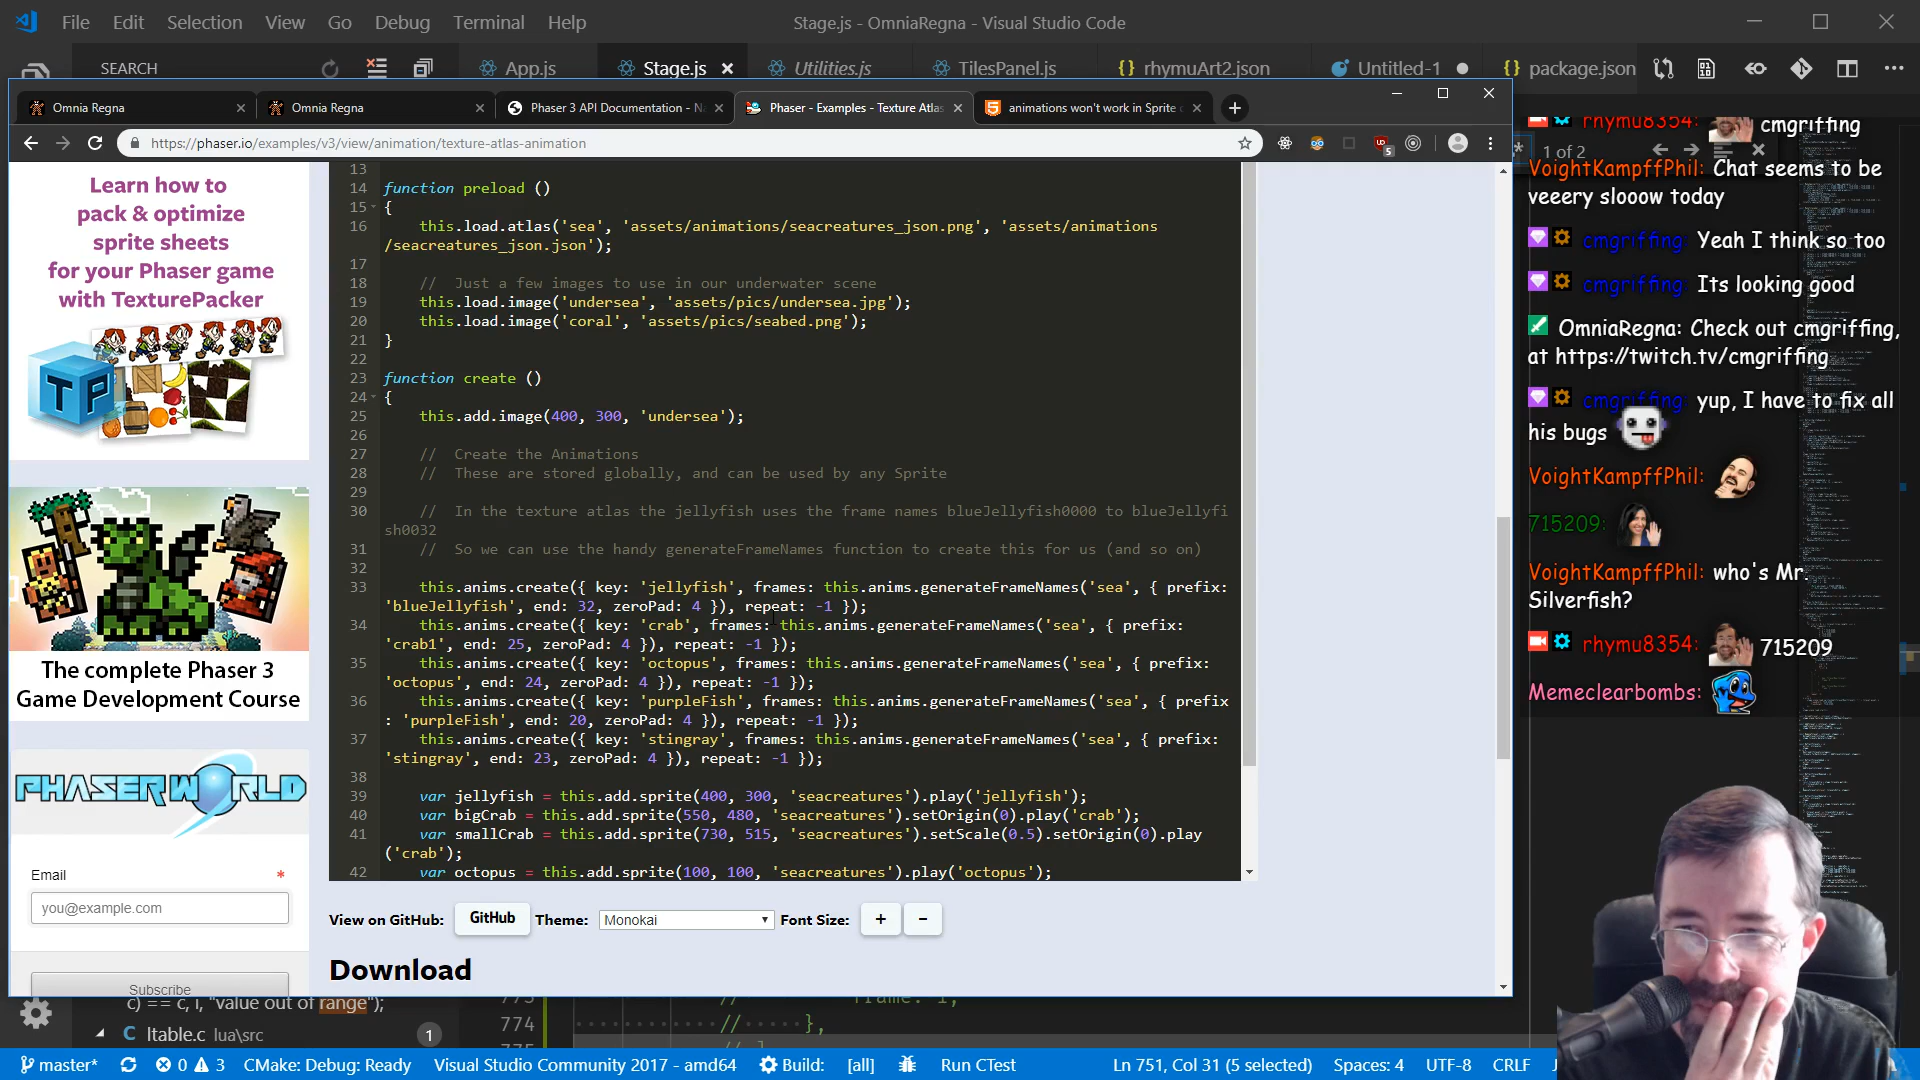 File Edit Selection View Go Debug Terminal Help
Stage.js - OmniaRegna - Visual Studio Code
SEARCH
App.js
Stage.js
Utilities.js
TilesPanel.js
{} rhymuArt2.json
Untitled-1
{} package.json
Omnia Regna
Omnia Regna
Phaser 3 API Documentation - N
Phaser - Examples - Texture Atlas
animations won't work in Sprite
https://phaser.io/examples/v3/view/animation/texture-atlas-animation
1 of 2
Learn how to
pack & optimize
sprite sheets
for your Phaser game
with TexturePacker
TP
The complete Phaser 3
Game Development Course
PHASERWORLD
Email *
you@example.com
Subscribe
13
14 function preload ()
15 {
16 this.load.atlas('sea', 'assets/animations/seacreatures_json.png', 'assets/animations
/seacreatures_json.json');
17
18 // Just a few images to use in our underwater scene
19 this.load.image('undersea', 'assets/pics/undersea.jpg');
20 this.load.image('coral', 'assets/pics/seabed.png');
21 }
22
23 function create ()
24 {
25 this.add.image(400, 300, 'undersea');
26
27 // Create the Animations
28 // These are stored globally, and can be used by any Sprite
29
30 // In the texture atlas the jellyfish uses the frame names blueJellyfish0000 to blueJellyfi
sh0032
31 // So we can use the handy generateFrameNames function to create this for us (and so on)
32
33 this.anims.create({ key: 'jellyfish', frames: this.anims.generateFrameNames('sea', { prefix:
'blueJellyfish', end: 32, zeroPad: 4 }), repeat: -1 });
34 this.anims.create({ key: 'crab', frames: this.anims.generateFrameNames('sea', { prefix:
'crab1', end: 25, zeroPad: 4 }), repeat: -1 });
35 this.anims.create({ key: 'octopus', frames: this.anims.generateFrameNames('sea', { prefix:
'octopus', end: 24, zeroPad: 4 }), repeat: -1 });
36 this.anims.create({ key: 'purpleFish', frames: this.anims.generateFrameNames('sea', { prefix
: 'purpleFish', end: 20, zeroPad: 4 }), repeat: -1 });
37 this.anims.create({ key: 'stingray', frames: this.anims.generateFrameNames('sea', { prefix:
'stingray', end: 23, zeroPad: 4 }), repeat: -1 });
38
39 var jellyfish = this.add.sprite(400, 300, 'seacreatures').play('jellyfish');
40 var bigCrab = this.add.sprite(550, 480, 'seacreatures').setOrigin(0).play('crab');
41 var smallCrab = this.add.sprite(730, 515, 'seacreatures').setScale(0.5).setOrigin(0).play
('crab');
42 var octopus = this.add.sprite(100, 100, 'seacreatures').play('octopus');
View on GitHub: GitHub Theme: Monokai Font Size: + -
Download
rhymu8354: cmgriffing
VoightKampffPhil: Chat seems to be
veeery slooow today
cmgriffing: Yeah I think so too
cmgriffing: Its looking good
OmniaRegna: Check out cmgriffing,
at https://twitch.tv/cmgriffing
cmgriffing: yup, I have to fix all
his bugs
VoightKampffPhil:
715209:
VoightKampffPhil: who's Mr.
Silverfish?
rhymu8354: 715209
Memeclearbombs:
c) == c, i, "value out of range");
C ltable.c lua\src 1
frame: 1,
774 // },
master* 0 3 CMake: Debug: Ready Visual Studio Community 2017 - amd64 Build: [all] Run CTest Ln 751, Col 31 (5 selected) Spaces: 4 UTF-8 CRLF